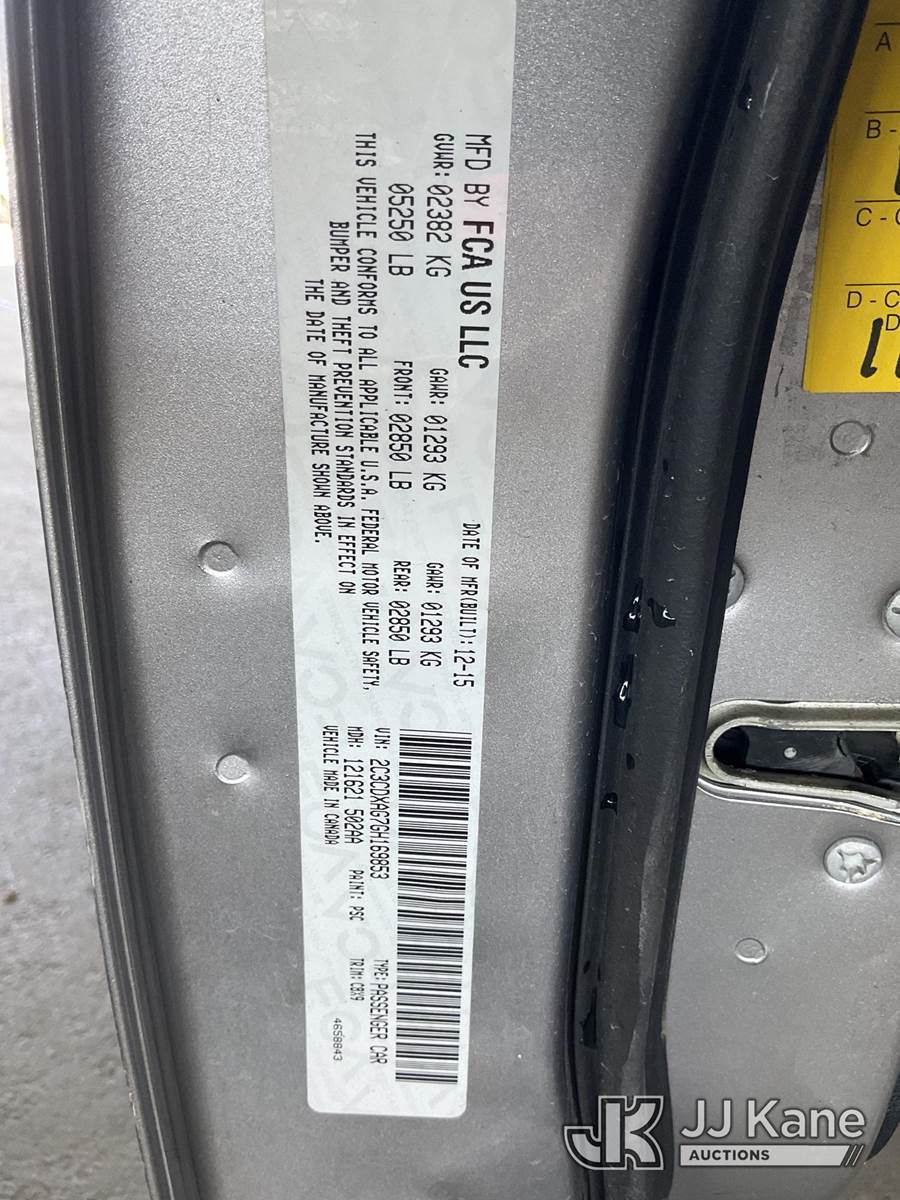 MFD BY FCA US LLC
DATE OF MFR(BUILT): 12-15
GVWR: 02382 KG GAWR: 01293 KG GAWR: 01293 KG
05250 LB FRONT: 02850 LB REAR: 02850 LB
THIS VEHICLE CONFORMS TO ALL APPLICABLE U.S.A. FEDERAL MOTOR VEHICLE SAFETY,
BUMPER AND THEFT PREVENTION STANDARDS IN EFFECT ON
THE DATE OF MANUFACTURE SHOWN ABOVE.
VIN: 2C3CDXAG7GH169853 TYPE: PASSENGER CAR
MDH: 121621 502AA PAINT: PSC TRIM: CBX9
VEHICLE MADE IN CANADA 4658843
A
B -
C - C
D - C
D
JK JJ Kane
AUCTIONS